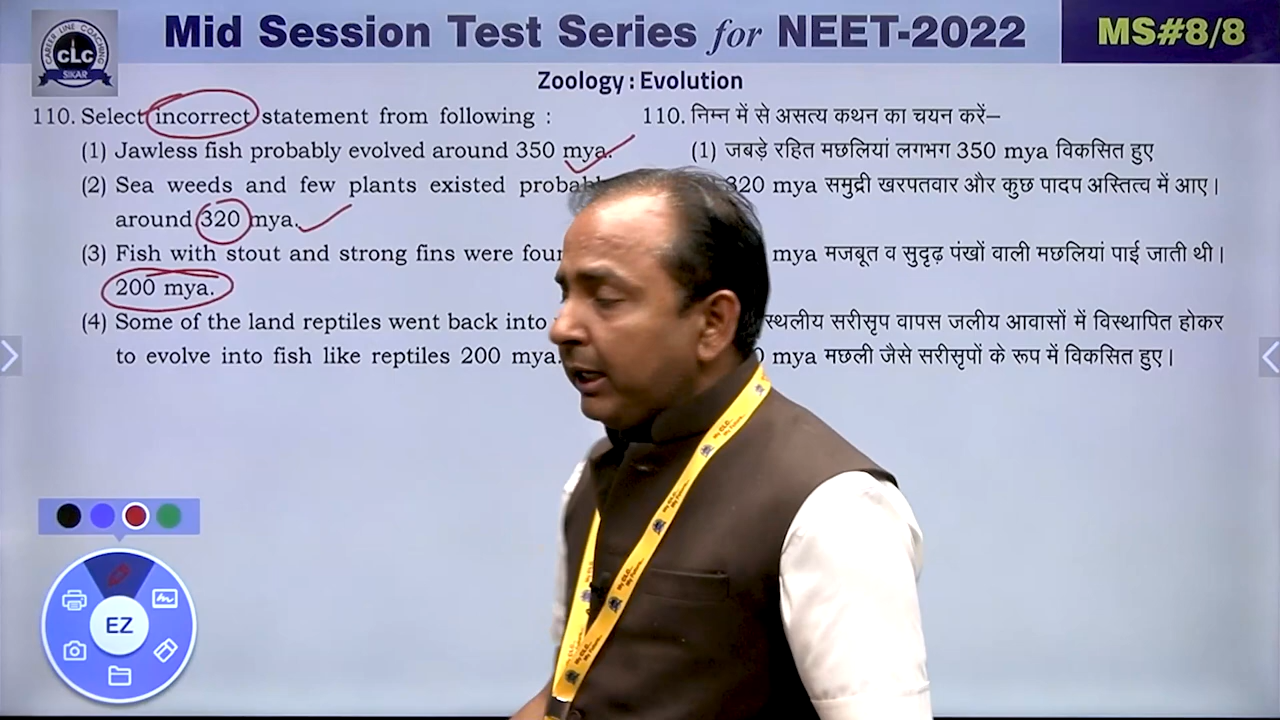 CAREER LINE COACHING
CLC
SIKAR
Mid Session Test Series for NEET-2022
MS#8/8
Zoology : Evolution
110. Select incorrect statement from following :
(1) Jawless fish probably evolved around 350 mya.
(2) Sea weeds and few plants existed
around 320 mya.
(3) Fish with stout and strong fins were
200 mya.
(4) Some of the land reptiles went back into
to evolve into fish like reptiles 200 mya.
110. निम्न में से असत्य कथन का चयन करें–
(1) जबड़े रहित मछलियां लगभग 350 mya विकसित हुए
320 mya समुद्री खरपतवार और कुछ पादप अस्तित्व में आए।
mya मजबूत व सुदृढ़ पंखों वाली मछलियां पाई जाती थी।
स्थलीय सरीसृप वापस जलीय आवासों में विस्थापित होकर
mya मछली जैसे सरीसृपों के रूप में विकसित हुए।
EZ